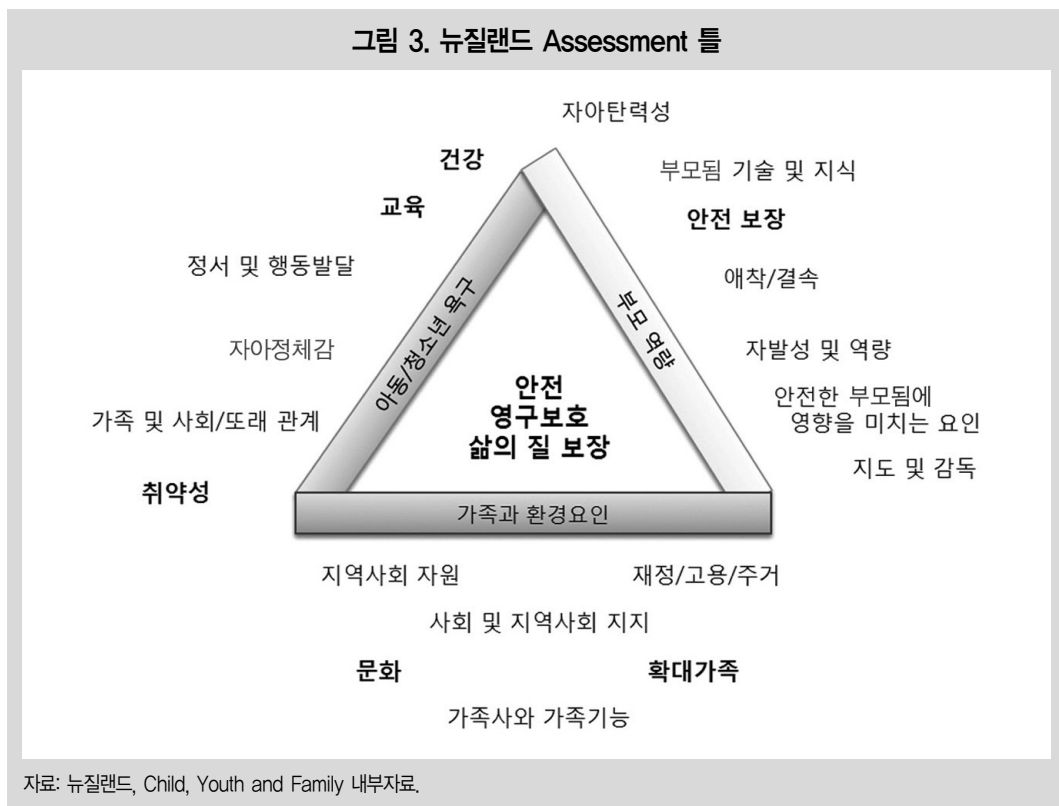 그림 3. 뉴질랜드 Assessment 틀
자아탄력성
건강
부모됨 기술 및 지식
교육
안전 보장
정서 및 행동발달
애착/결속
아동/청소년 욕구
부모 역량
자아정체감
자발성 및 역량
안전
영구보호
삶의 질 보장
가족 및 사회/또래 관계
안전한 부모됨에
영향을 미치는 요인
지도 및 감독
취약성
가족과 환경요인
지역사회 자원
재정/고용/주거
사회 및 지역사회 지지
문화
확대가족
가족사와 가족기능
자료: 뉴질랜드, Child, Youth and Family 내부자료.